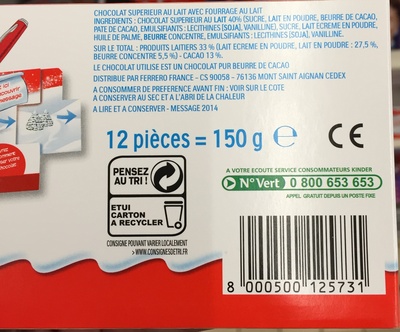 CHOCOLAT SUPERIEUR AU LAIT AVEC FOURRAGE AU LAIT
INGREDIENTS : CHOCOLAT SUPERIEUR AU LAIT 40% (SUCRE, LAIT EN POUDRE, BEURRE DE CACAO,
PATE DE CACAO, EMULSIFIANTS : LECITHINES [SOJA], VANILLINE). SUCRE, LAIT ECREME EN POUDRE,
HUILE DE PALME, BEURRE CONCENTRE, EMULSIFIANTS : LECITHINES (SOJA), VANILLINE.
SUR LE TOTAL : PRODUITS LAITIERS 33 % (LAIT ECREME EN POUDRE, LAIT EN POUDRE : 27,5 %,
BEURRE CONCENTRE 5,5 %) - CACAO 13%.
LE CHOCOLAT UTILISE EST UN CHOCOLAT PUR BEURRE DE CACAO
DISTRIBUE PAR FERRERO FRANCE - CS 90058 - 76136 MONT SAINT AIGNAN CEDEX
A CONSOMMER DE PREFERENCE AVANT FIN : VOIR SUR LE COTE
A CONSERVER AU SEC ET A L'ABRI DE LA CHALEUR
A LIRE ET A CONSERVER - MESSAGE 2014
12 pièces = 150 g e CE
PENSEZ
AU TRI !
ETUI
CARTON
A RECYCLER
CONSIGNE POUVANT VARIER LOCALEMENT
> WWW.CONSIGNESDETRI.FR
A VOTRE ECOUTE SERVICE CONSOMMATEURS KINDER
N° Vert 0 800 653 653
APPEL GRATUIT DEPUIS UN POSTE FIXE
8 000500 125731